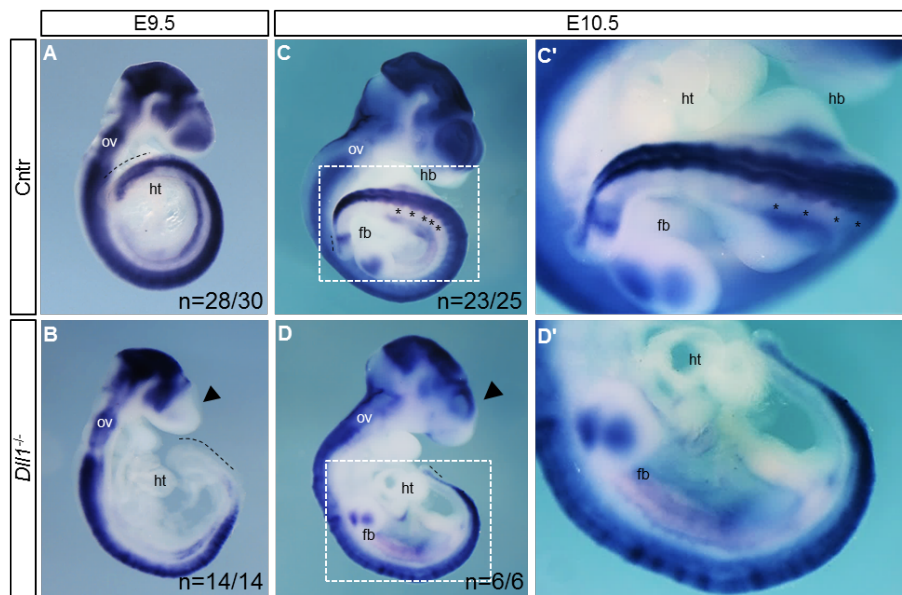 E9.5
E10.5
Cntr
A
ov
ht
n=28/30
C
ov
hb
fb
* * * * *
n=23/25
C'
ht
hb
fb
* * * *
Dll1-/-
B
ov
ht
n=14/14
D
ov
ht
fb
n=6/6
D'
ht
fb